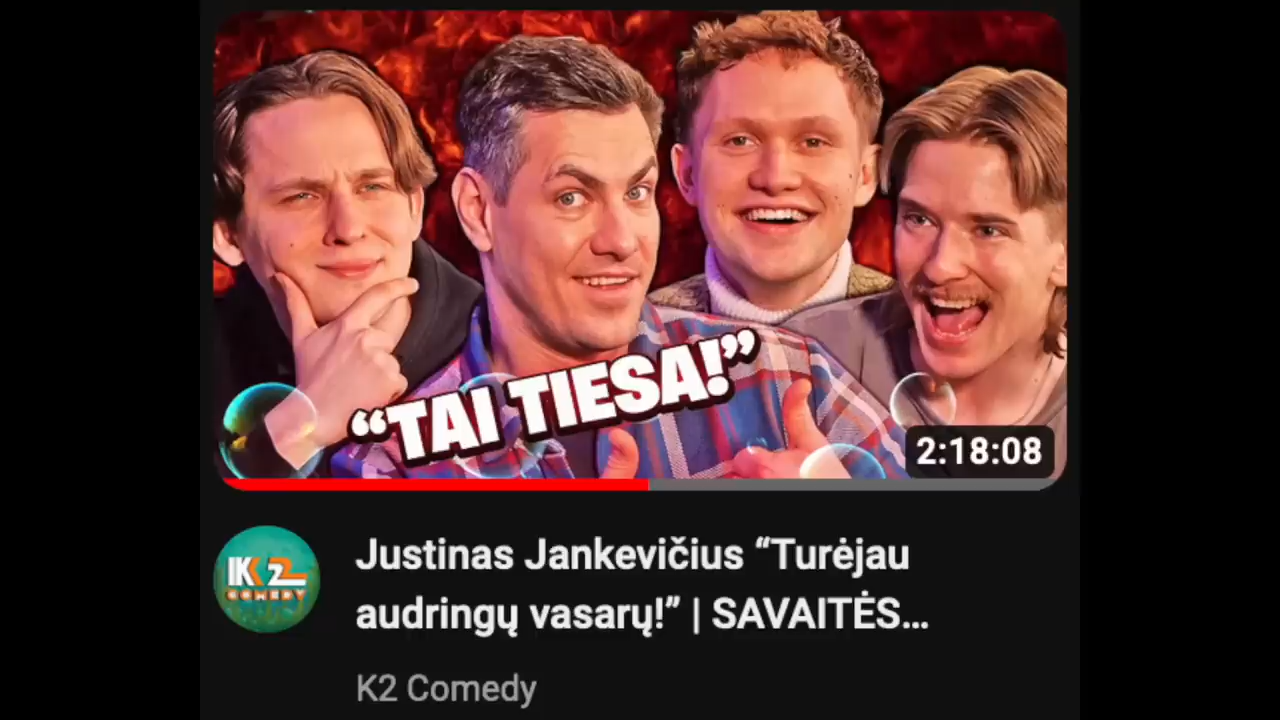 “TAI TIESA!”
2:18:08
K2
COMEDY
Justinas Jankevičius “Turėjau
audringų vasarų!” | SAVAITĖS...
K2 Comedy